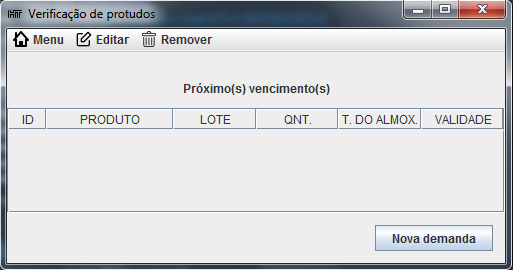 Verificação de protudos
Menu Editar Remover
Próximo(s) vencimento(s)
ID PRODUTO LOTE QNT. T. DO ALMOX. VALIDADE
Nova demanda